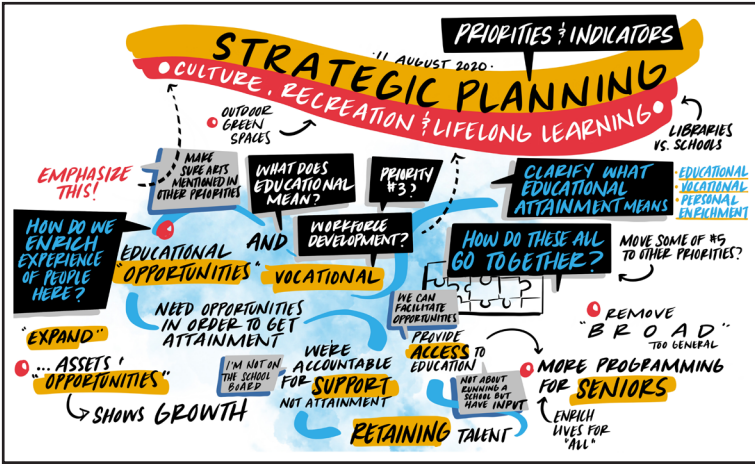 PRIORITIES & INDICATORS
· 11 AUGUST 2020 ·
STRATEGIC PLANNING
• CULTURE, RECREATION & LIFELONG LEARNING •
OUTDOOR
GREEN
SPACES
LIBRARIES
VS. SCHOOLS
EMPHASIZE
THIS!
MAKE
SURE ARTS
MENTIONED IN
OTHER PRIORITIES
WHAT DOES
EDUCATIONAL
MEAN?
PRIORITY
#3?
WORKFORCE
DEVELOPMENT?
CLARIFY WHAT
EDUCATIONAL
ATTAINMENT MEANS
· EDUCATIONAL
· VOCATIONAL
· PERSONAL
ENRICHMENT
HOW DO WE
ENRICH
EXPERIENCE
OF PEOPLE
HERE?
EDUCATIONAL AND
"OPPORTUNITIES" VOCATIONAL
HOW DO THESE ALL
GO TOGETHER?
MOVE SOME OF #5
TO OTHER PRIORITIES?
NEED OPPORTUNITIES
IN ORDER TO GET
ATTAINMENT
WE CAN
FACILITATE
OPPORTUNITIES
PROVIDE
ACCESS TO
EDUCATION
REMOVE
"BROAD"
TOO GENERAL
"EXPAND"
... ASSETS &
"OPPORTUNITIES"
SHOWS GROWTH
I'M NOT ON
THE SCHOOL
BOARD
WE'RE
ACCOUNTABLE
FOR SUPPORT
NOT ATTAINMENT
NOT ABOUT
RUNNING A
SCHOOL BUT
HAVE INPUT
MORE PROGRAMMING
FOR SENIORS
ENRICH
LIVES FOR
"ALL"
RETAINING TALENT